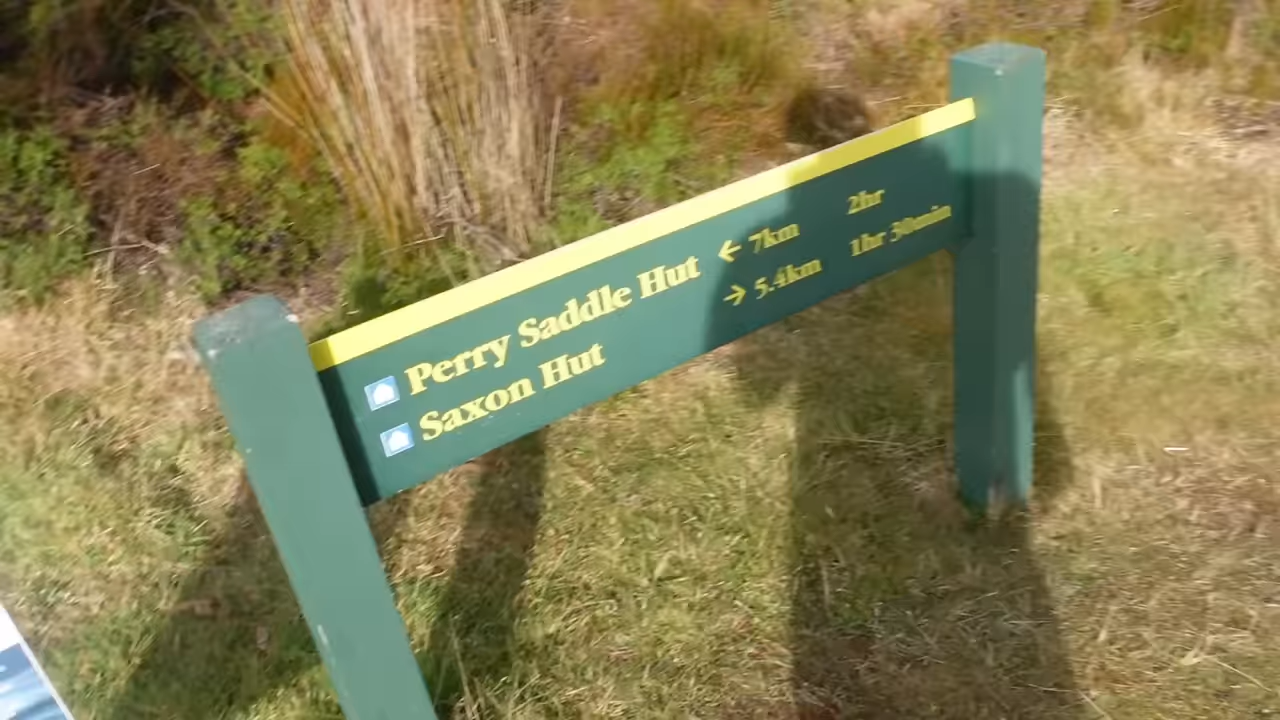 Perry Saddle Hut ← 7km 2hr
Saxon Hut → 5.4km 1hr 30min